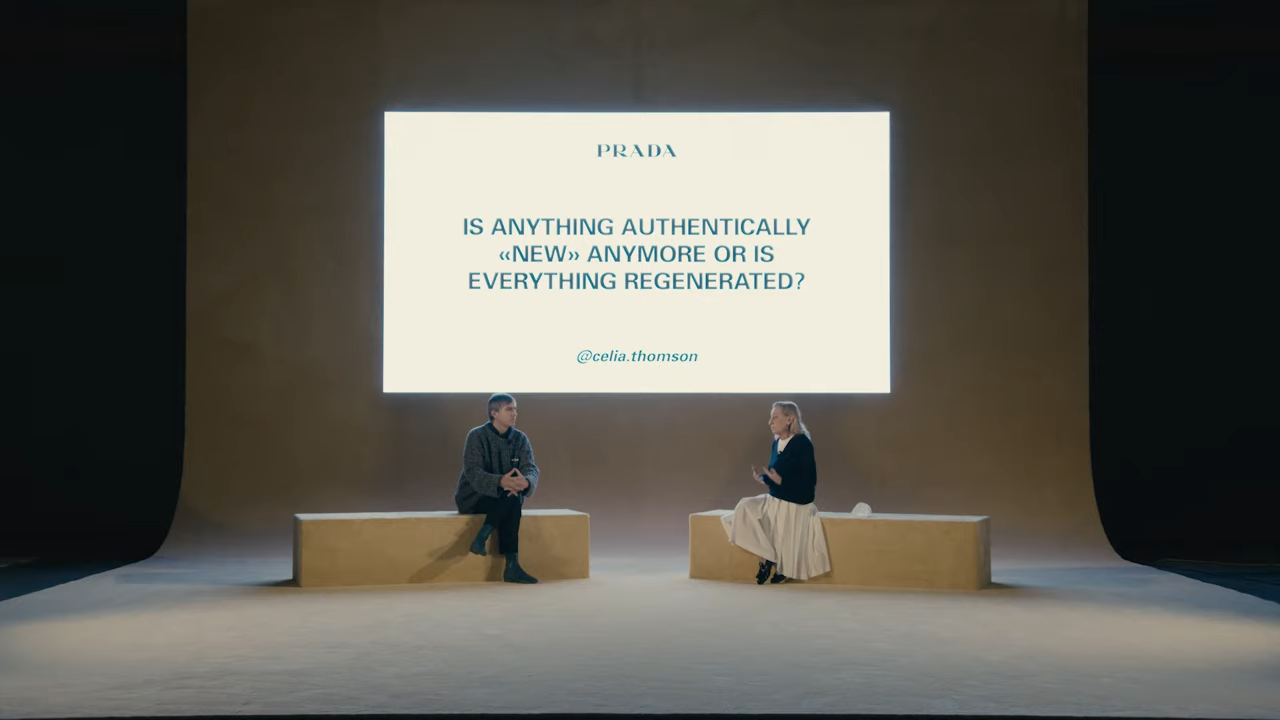 PRADA
IS ANYTHING AUTHENTICALLY
«NEW» ANYMORE OR IS
EVERYTHING REGENERATED?
@celia.thomson